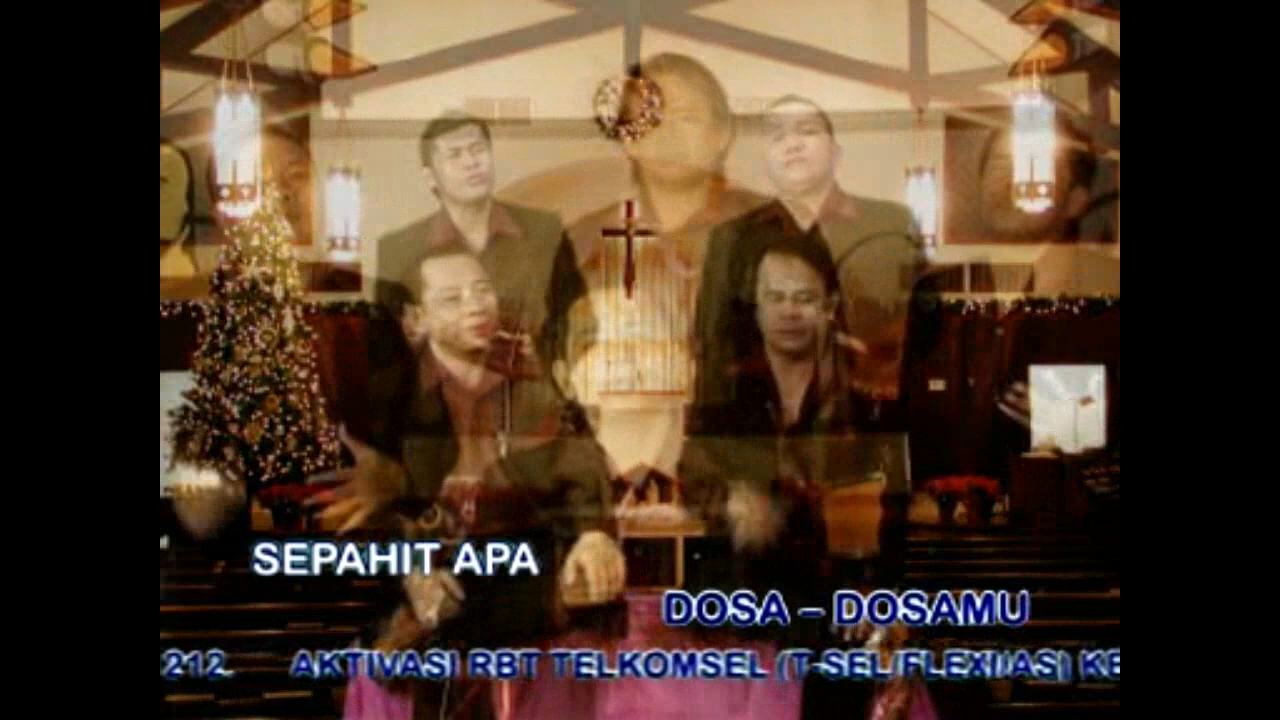 SEPAHIT APA
DOSA – DOSAMU
212. AKTIVASI RBT TELKOMSEL (T-SEL/FLEXI/AS) KE